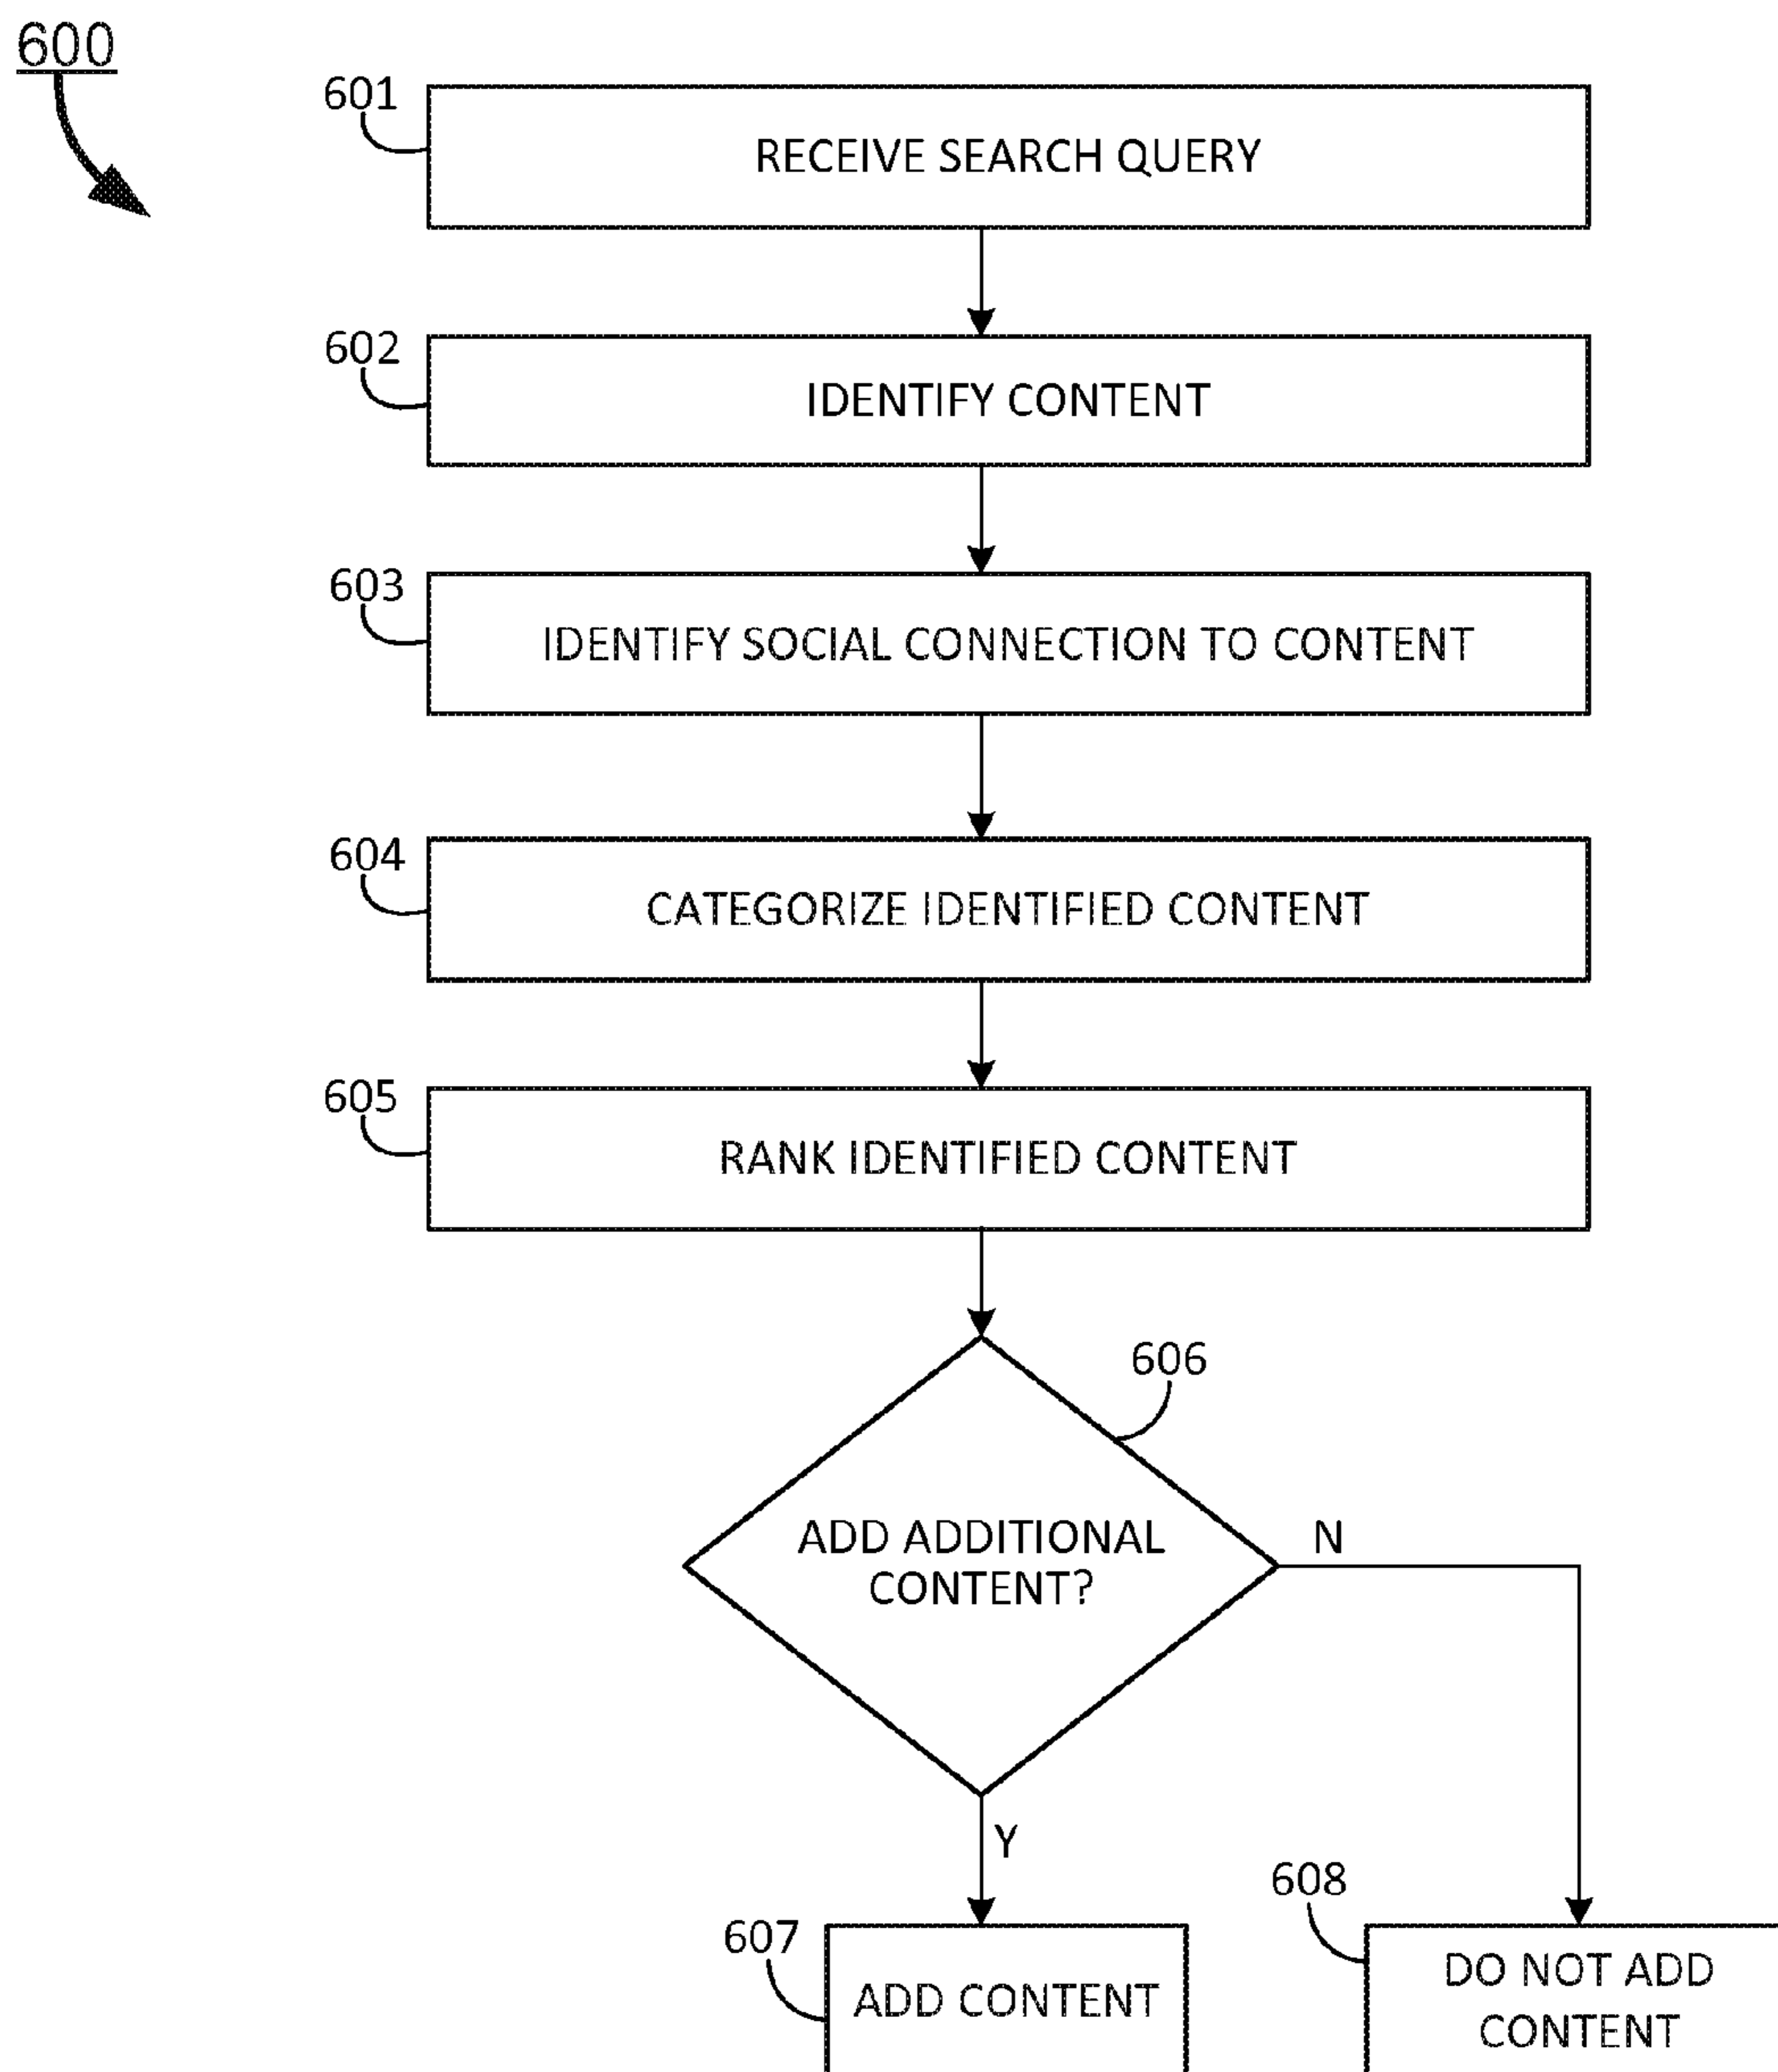 600
601
RECEIVE SEARCH QUERY
602
IDENTIFY CONTENT
603
IDENTIFY SOCIAL CONNECTION TO CONTENT
604
CATEGORIZE IDENTIFIED CONTENT
605
RANK IDENTIFIED CONTENT
606
ADD ADDITIONAL
CONTENT?
N
Y
607
ADD CONTENT
608
DO NOT ADD
CONTENT